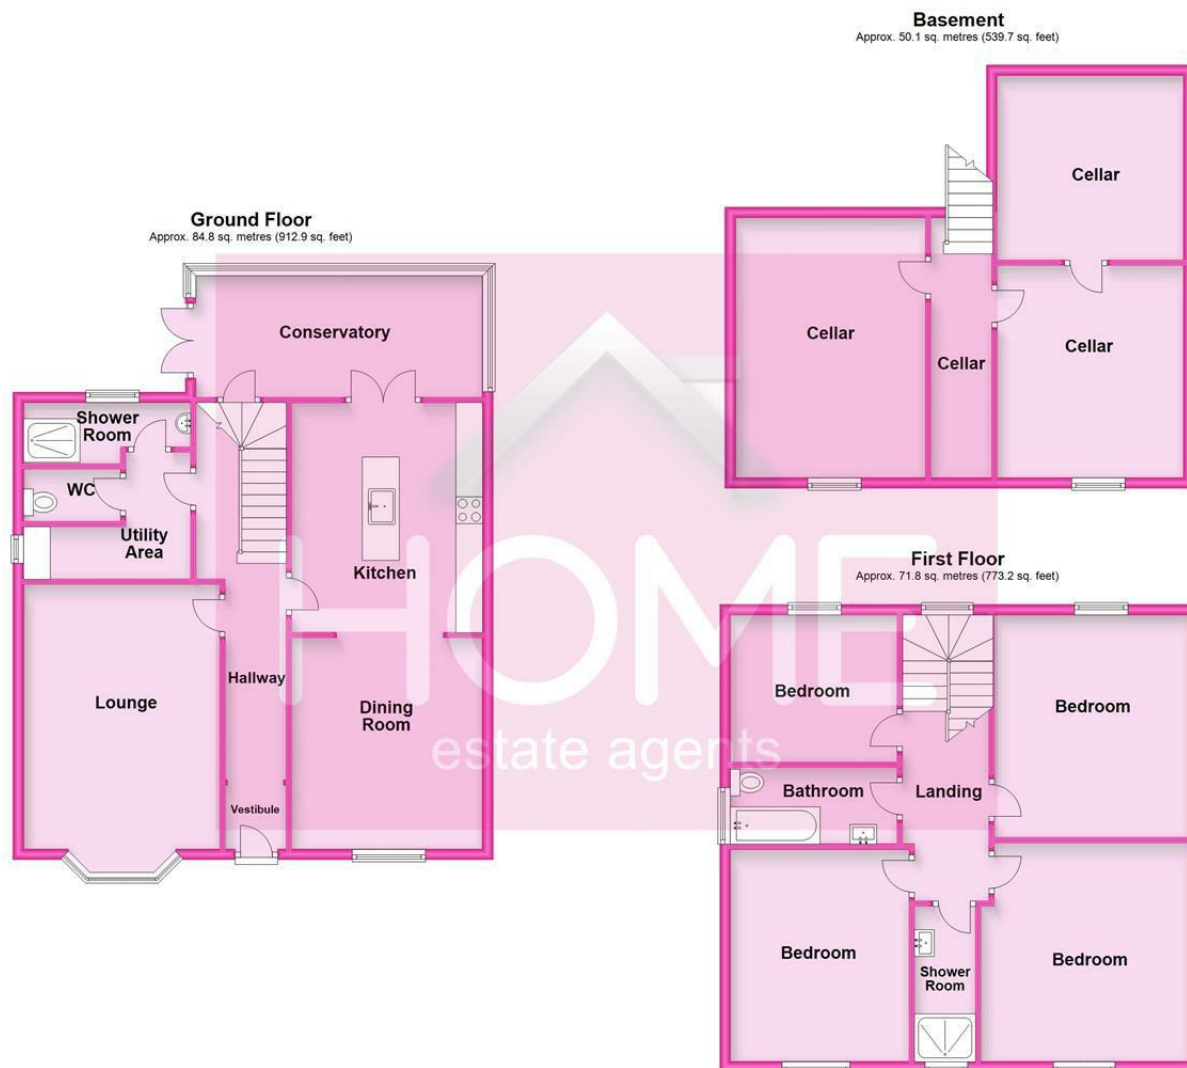 Basement
Approx. 50.1 sq. metres (539.7 sq. feet)
Cellar
Cellar
Cellar
Cellar
Ground Floor
Approx. 84.8 sq. metres (912.9 sq. feet)
Conservatory
Shower
Room
WC
Utility
Area
Kitchen
Lounge
Hallway
Dining
Room
Vestibule
First Floor
Approx. 71.8 sq. metres (773.2 sq. feet)
Bedroom
Bedroom
Bathroom
Landing
Bedroom
Shower
Room
Bedroom
HOME
estate agents